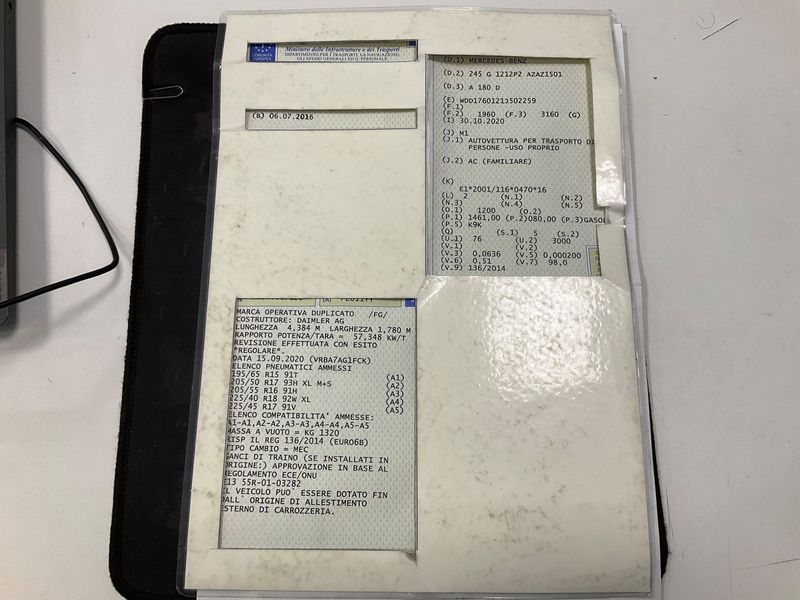 COMUNITÀ
EUROPEA
Ministero delle Infrastrutture e dei Trasporti
DIPARTIMENTO PER I TRASPORTI, LA NAVIGAZIONE,
GLI AFFARI GENERALI ED IL PERSONALE
(B) 06.07.2016
(D.1) MERCEDES-BENZ
(D.2) 245 G 1212P2 AZAZ1501
(D.3) A 180 D
(E) WDD1760121J502259
(F.1)
(F.2) 1960 (F.3) 3160 (G)
(I) 30.10.2020
(J) M1
(J.1) AUTOVETTURA PER TRASPORTO DI
PERSONE -USO PROPRIO
(J.2) AC (FAMILIARE)
(K)
E1*2001/116*0470*16
(L) 2 (N.1) (N.2)
(N.3) (N.4) (N.5)
(O.1) 1200 (O.2)
(P.1) 1461,00 (P.2)080,00 (P.3)GASOL
(P.5) K9K
(Q) (S.1) 5 (S.2)
(U.1) 76 (U.2) 3000
(V.1) (V.2)
(V.3) 0,0636 (V.5) 0,000200
(V.6) 0,51 (V.7) 98,0
(V.9) 136/2014
(A)
MARCA OPERATIVA DUPLICATO /FG/
COSTRUTTORE: DAIMLER AG
LUNGHEZZA 4,384 M LARGHEZZA 1,780 M
RAPPORTO POTENZA/TARA = 57,348 KW/T
REVISIONE EFFETTUATA CON ESITO
*REGOLARE*.
DATA 15.09.2020 (VRBA7AG1FCK)
ELENCO PNEUMATICI AMMESSI
195/65 R15 91T (A1)
205/50 R17 93H XL M+S (A2)
205/55 R16 91H (A3)
225/40 R18 92W XL (A4)
225/45 R17 91V (A5)
ELENCO COMPATIBILITA' AMMESSE:
A1-A1,A2-A2,A3-A3,A4-A4,A5-A5
MASSA A VUOTO = KG 1320
RISP IL REG 136/2014 (EURO6B)
TIPO CAMBIO = MEC
GANCI DI TRAINO (SE INSTALLATI IN
ORIGINE:) APPROVAZIONE IN BASE AL
REGOLAMENTO ECE/ONU
E13 55R-01-03282
IL VEICOLO PUO` ESSERE DOTATO FIN
DALL` ORIGINE DI ALLESTIMENTO
ESTERNO DI CARROZZERIA.